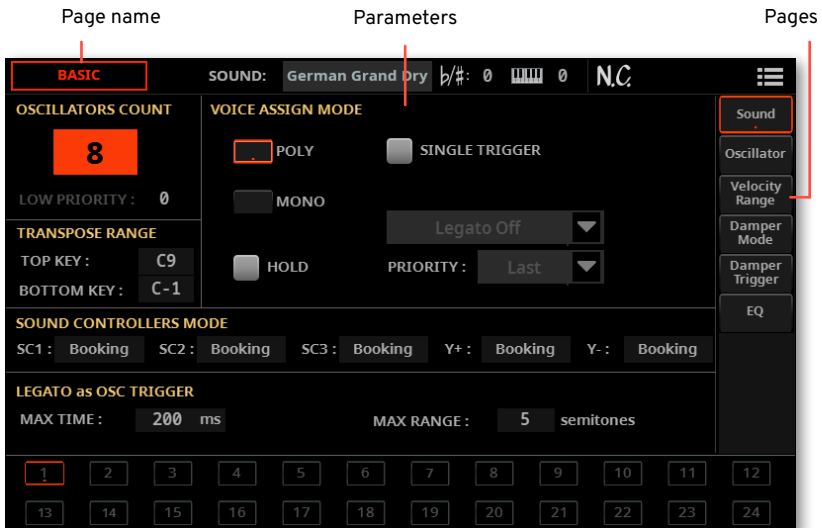 Page name Parameters Pages
BASIC SOUND: German Grand Dry ♭/#: 0 0 N.C.
OSCILLATORS COUNT VOICE ASSIGN MODE Sound
8 POLY SINGLE TRIGGER Oscillator
LOW PRIORITY : 0 MONO Velocity
Range
TRANSPOSE RANGE Legato Off Damper
Mode
TOP KEY : C9 HOLD PRIORITY : Last Damper
Trigger
BOTTOM KEY : C-1
EQ
SOUND CONTROLLERS MODE
SC1 : Booking SC2 : Booking SC3 : Booking Y+ : Booking Y- : Booking
LEGATO as OSC TRIGGER
MAX TIME : 200 ms MAX RANGE : 5 semitones
1 2 3 4 5 6 7 8 9 10 11 12
13 14 15 16 17 18 19 20 21 22 23 24